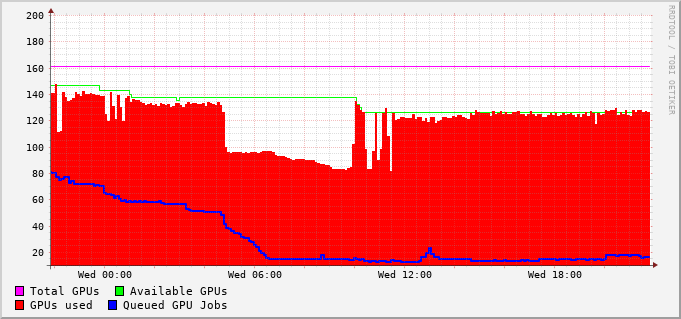 200
180
160
140
120
100
80
60
40
20
Wed 00:00 Wed 06:00 Wed 12:00 Wed 18:00
Total GPUs Available GPUs
GPUs used Queued GPU Jobs
RRDTOOL / TOBI OETIKER